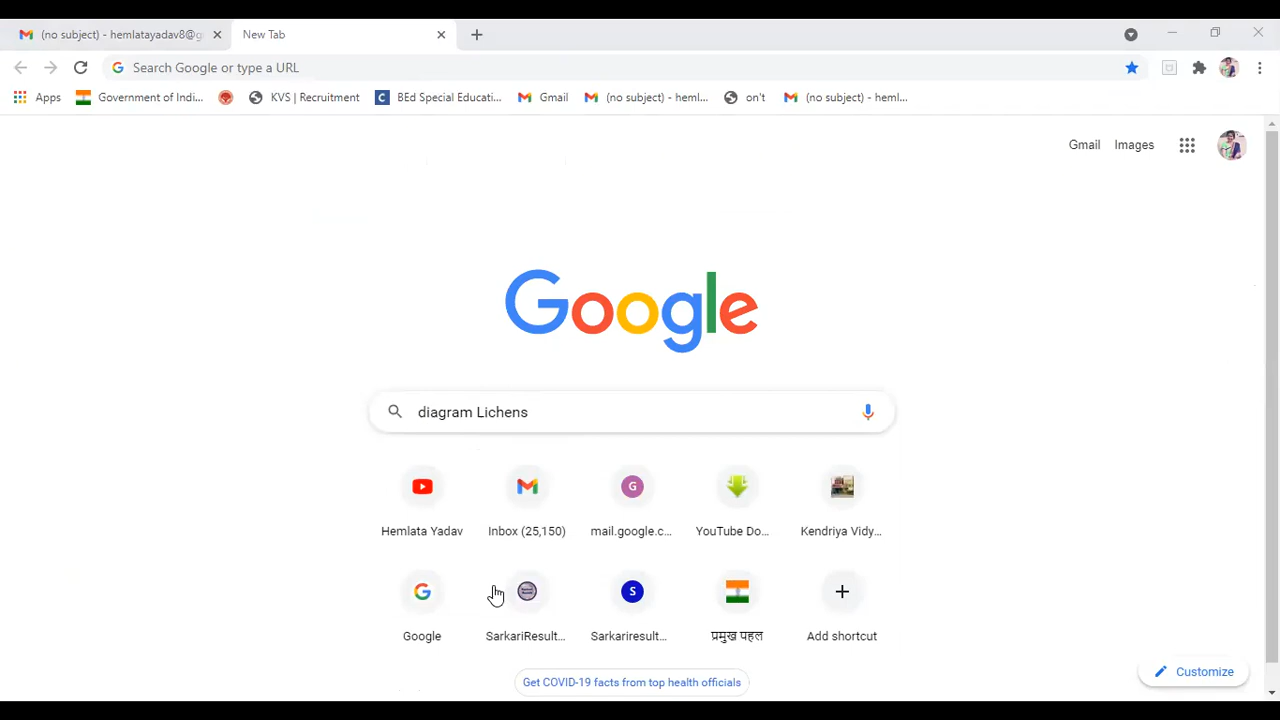 (no subject) - hemlatayadav8@g
New Tab
Search Google or type a URL
Apps
Government of Indi...
KVS | Recruitment
BEd Special Educati...
Gmail
(no subject) - heml...
on't
(no subject) - heml...
Gmail
Images
Google
diagram Lichens
G
Hemlata Yadav
Inbox (25,150)
mail.google.c...
YouTube Do...
Kendriya Vidy...
S
Google
SarkariResult...
Sarkariresult...
प्रमुख पहल
Add shortcut
Customize
Get COVID-19 facts from top health officials